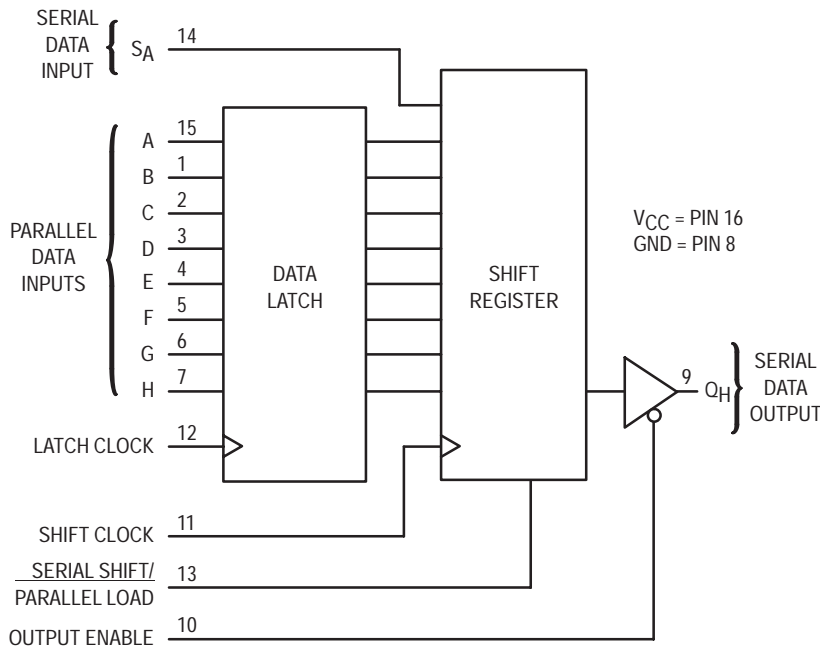 SERIAL
DATA
INPUT
SA
14
PARALLEL
DATA
INPUTS
A 15
B 1
C 2
D 3
E 4
F 5
G 6
H 7
DATA
LATCH
SHIFT
REGISTER
VCC = PIN 16
GND = PIN 8
9
QH
SERIAL
DATA
OUTPUT
LATCH CLOCK 12
SHIFT CLOCK 11
SERIAL SHIFT/
PARALLEL LOAD
13
OUTPUT ENABLE 10